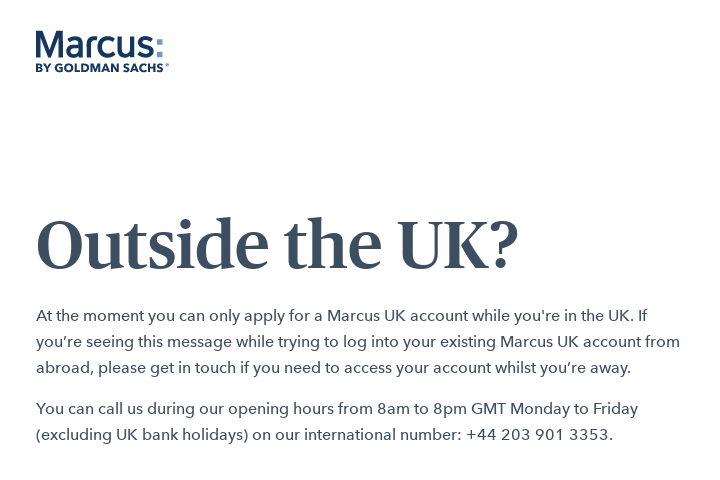 Marcus:
BY GOLDMAN SACHS®
Outside the UK?
At the moment you can only apply for a Marcus UK account while you're in the UK. If
you’re seeing this message while trying to log into your existing Marcus UK account from
abroad, please get in touch if you need to access your account whilst you’re away.
You can call us during our opening hours from 8am to 8pm GMT Monday to Friday
(excluding UK bank holidays) on our international number: +44 203 901 3353.